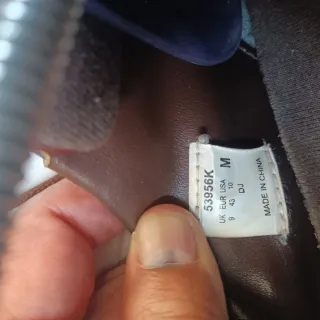 53956K
UK EUR USA M
9 43 10
DJ
MADE IN CHINA